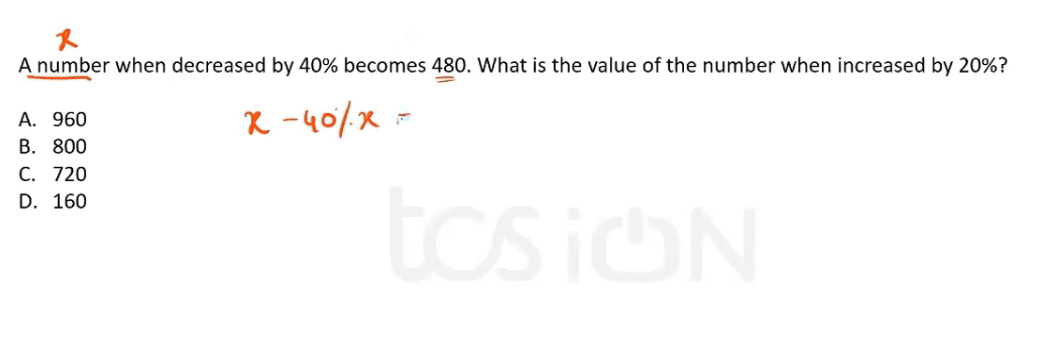 x
A number when decreased by 40% becomes 480. What is the value of the number when increased by 20%?
A. 960
x - 40% x =
B. 800
C. 720
D. 160
tcs iON